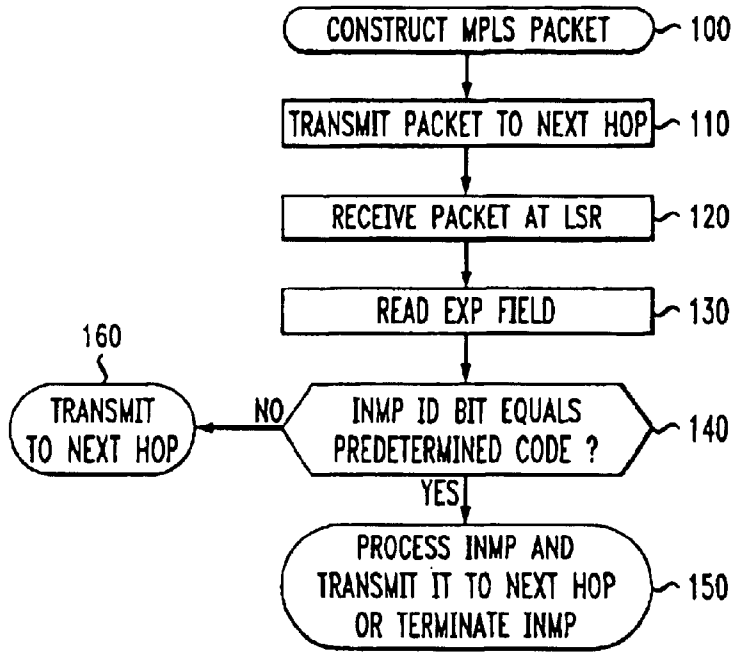 CONSTRUCT MPLS PACKET
100
TRANSMIT PACKET TO NEXT HOP
110
RECEIVE PACKET AT LSR
120
READ EXP FIELD
130
160
TRANSMIT
TO NEXT HOP
NO
INMP ID BIT EQUALS
PREDETERMINED CODE ?
140
YES
PROCESS INMP AND
TRANSMIT IT TO NEXT HOP
OR TERMINATE INMP
150